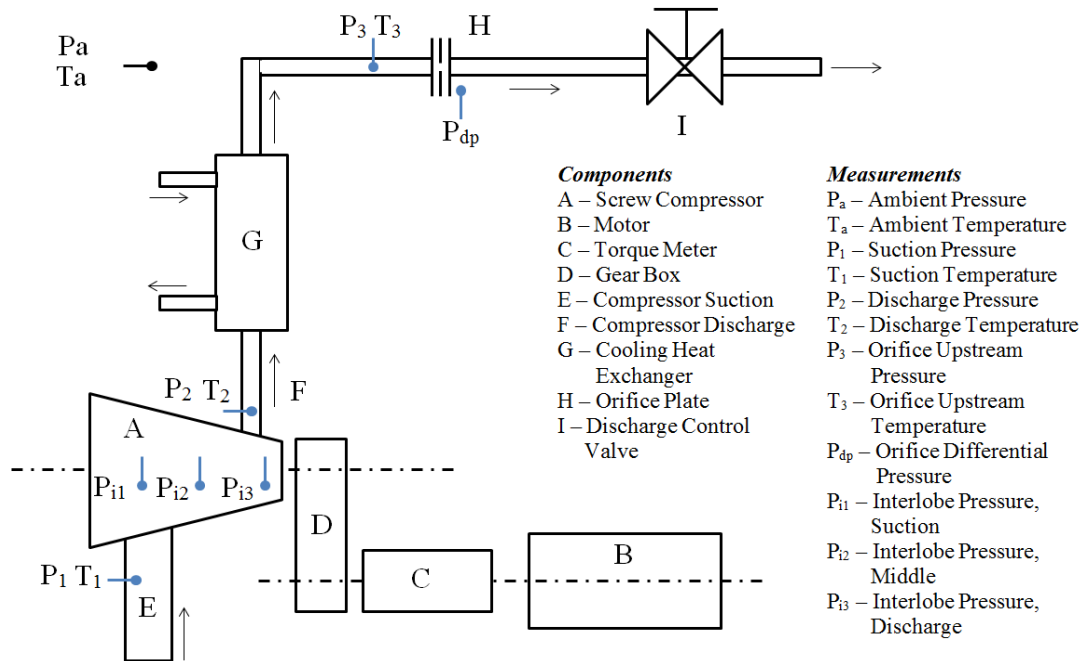 Pa
Ta
P3 T3
H
Pdp
I
G
P2 T2
F
A
Pi1 Pi2 Pi3
D
B
C
P1 T1
E
Components
A – Screw Compressor
B – Motor
C – Torque Meter
D – Gear Box
E – Compressor Suction
F – Compressor Discharge
G – Cooling Heat
Exchanger
H – Orifice Plate
I – Discharge Control
Valve
Measurements
Pa – Ambient Pressure
Ta – Ambient Temperature
P1 – Suction Pressure
T1 – Suction Temperature
P2 – Discharge Pressure
T2 – Discharge Temperature
P3 – Orifice Upstream
Pressure
T3 – Orifice Upstream
Temperature
Pdp – Orifice Differential
Pressure
Pi1 – Interlobe Pressure,
Suction
Pi2 – Interlobe Pressure,
Middle
Pi3 – Interlobe Pressure,
Discharge